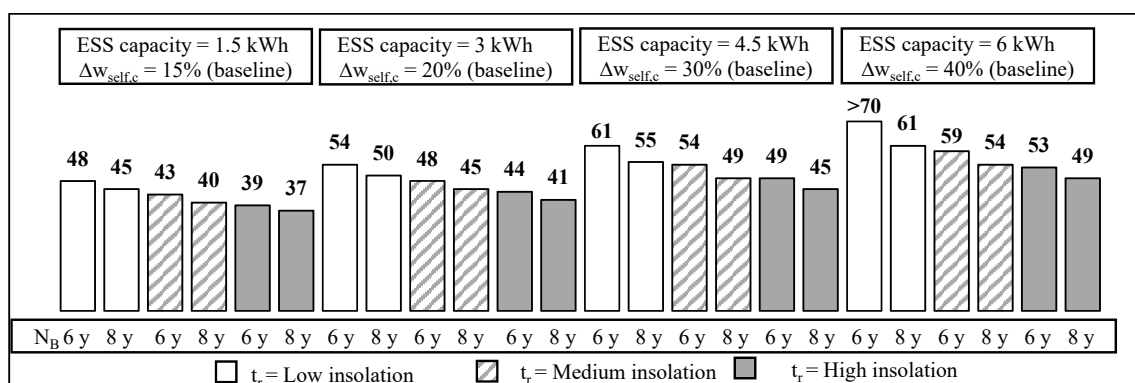 ESS capacity = 1.5 kWh
Δw_self,c = 15% (baseline)
ESS capacity = 3 kWh
Δw_self,c = 20% (baseline)
ESS capacity = 4.5 kWh
Δw_self,c = 30% (baseline)
ESS capacity = 6 kWh
Δw_self,c = 40% (baseline)
48 45 43 40 39 37 54 50 48 45 44 41 61 55 54 49 49 45 >70 61 59 54 53 49
N_B 6 y 8 y 6 y 8 y 6 y 8 y 6 y 8 y 6 y 8 y 6 y 8 y 6 y 8 y 6 y 8 y 6 y 8 y 6 y 8 y 6 y 8 y 6 y 8 y
t_r = Low insolation t_r = Medium insolation t_r = High insolation